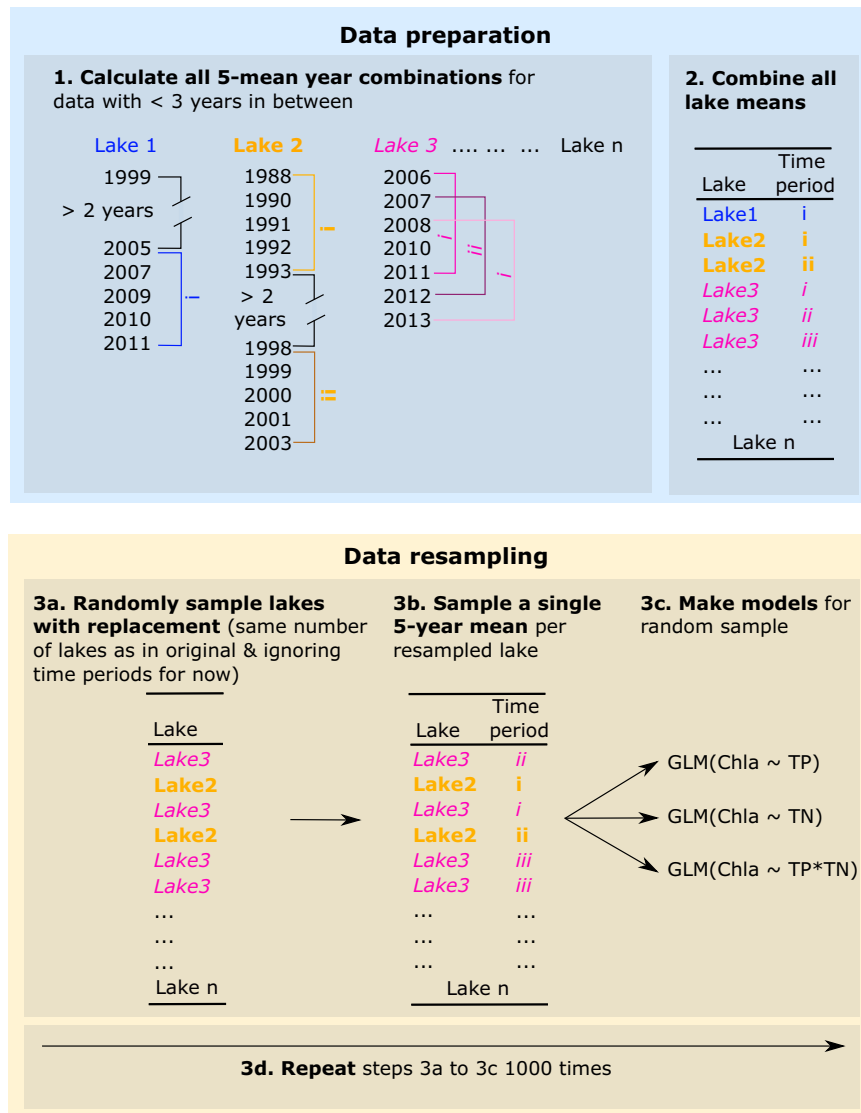 Data preparation
1. Calculate all 5-mean year combinations for
data with < 3 years in between
Lake 1
1999
> 2 years
2005
2007
2009
2010
2011
i
Lake 2
1988
1990
1991
1992
1993
i
> 2
years
1998
1999
2000
2001
2003
ii
Lake 3
2006
2007
2008
2010
2011
2012
2013
i
ii
i
.... ... ...
Lake n
2. Combine all
lake means
Time
Lake period
Lake1 i
Lake2 i
Lake2 ii
Lake3 i
Lake3 ii
Lake3 iii
... ...
... ...
... ...
Lake n
Data resampling
3a. Randomly sample lakes
with replacement (same number
of lakes as in original & ignoring
time periods for now)
Lake
Lake3
Lake2
Lake3
Lake2
Lake3
Lake3
...
...
...
Lake n
3b. Sample a single
5-year mean per
resampled lake
Time
Lake period
Lake3 ii
Lake2 i
Lake3 i
Lake2 ii
Lake3 iii
Lake3 iii
... ...
... ...
... ...
Lake n
3c. Make models for
random sample
GLM(Chla ~ TP)
GLM(Chla ~ TN)
GLM(Chla ~ TP*TN)
3d. Repeat steps 3a to 3c 1000 times